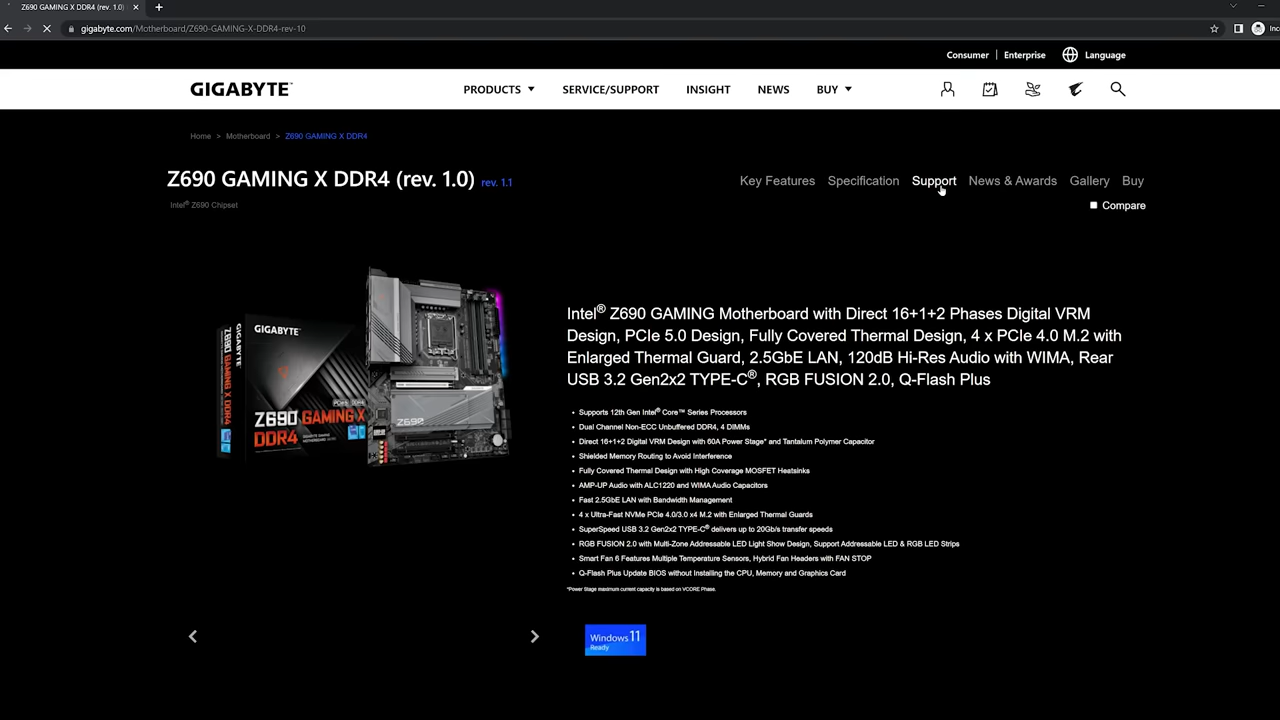 Z690 GAMING X DDR4 (rev. 1.0)
gigabyte.com/Motherboard/Z690-GAMING-X-DDR4-rev-10
Consumer | Enterprise Language
GIGABYTE™ PRODUCTS SERVICE/SUPPORT INSIGHT NEWS BUY
Home > Motherboard > Z690 GAMING X DDR4
Z690 GAMING X DDR4 (rev. 1.0) rev. 1.1
Key Features Specification Support News & Awards Gallery Buy
Intel® Z690 Chipset
Compare
Intel® Z690 GAMING Motherboard with Direct 16+1+2 Phases Digital VRM
Design, PCIe 5.0 Design, Fully Covered Thermal Design, 4 x PCIe 4.0 M.2 with
Enlarged Thermal Guard, 2.5GbE LAN, 120dB Hi-Res Audio with WIMA, Rear
USB 3.2 Gen2x2 TYPE-C®, RGB FUSION 2.0, Q-Flash Plus
GIGABYTE™
GIGABYTE
Z690 GAMING X
DDR4
Z690 GAMING X
DDR4
Z690
• Supports 12th Gen Intel® Core™ Series Processors
• Dual Channel Non-ECC Unbuffered DDR4, 4 DIMMs
• Direct 16+1+2 Digital VRM Design with 60A Power Stage* and Tantalum Polymer Capacitor
• Shielded Memory Routing to Avoid Interference
• Fully Covered Thermal Design with High Coverage MOSFET Heatsinks
• AMP-UP Audio with ALC1220 and WIMA Audio Capacitors
• Fast 2.5GbE LAN with Bandwidth Management
• 4 x Ultra-Fast NVMe PCIe 4.0/3.0 x4 M.2 with Enlarged Thermal Guards
• SuperSpeed USB 3.2 Gen2x2 TYPE-C® delivers up to 20Gb/s transfer speeds
• RGB FUSION 2.0 with Multi-Zone Addressable LED Light Show Design, Support Addressable LED & RGB LED Strips
• Smart Fan 6 Features Multiple Temperature Sensors, Hybrid Fan Headers with FAN STOP
• Q-Flash Plus Update BIOS without Installing the CPU, Memory and Graphics Card
*Power Stage maximum current capacity is based on VCORE Phase.
Windows 11
Ready